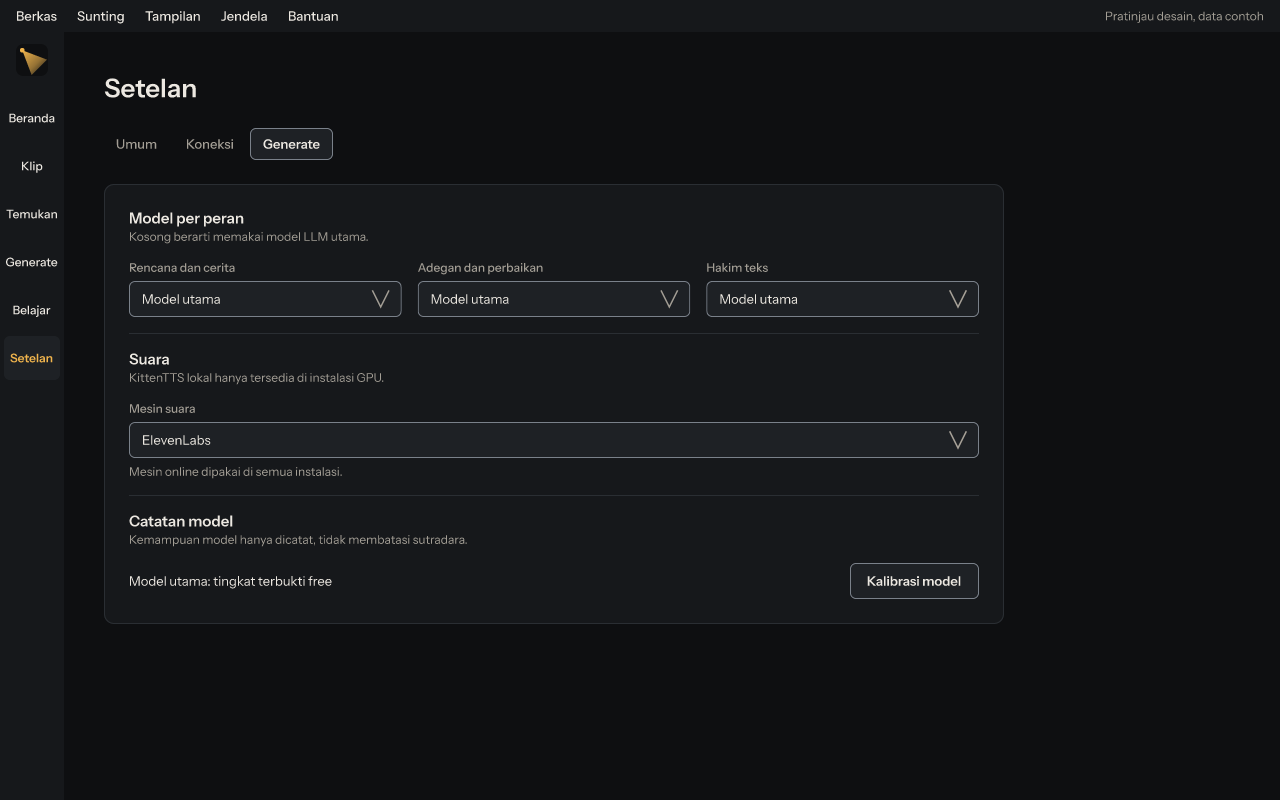 Berkas Sunting Tampilan Jendela Bantuan Pratinjau desain, data contoh
Setelan
Beranda
Klip
Temukan
Generate
Belajar
Setelan
Umum Koneksi Generate
Model per peran
Kosong berarti memakai model LLM utama.
Rencana dan cerita Adegan dan perbaikan Hakim teks
Model utama Model utama Model utama
Suara
KittenTTS lokal hanya tersedia di instalasi GPU.
Mesin suara
ElevenLabs
Mesin online dipakai di semua instalasi.
Catatan model
Kemampuan model hanya dicatat, tidak membatasi sutradara.
Model utama: tingkat terbukti free Kalibrasi model